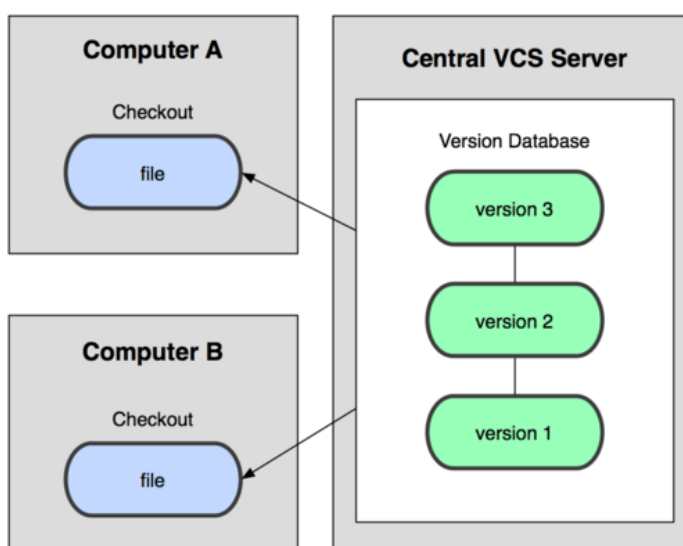 Computer A
Checkout
file
Computer B
Checkout
file
Central VCS Server
Version Database
version 3
version 2
version 1